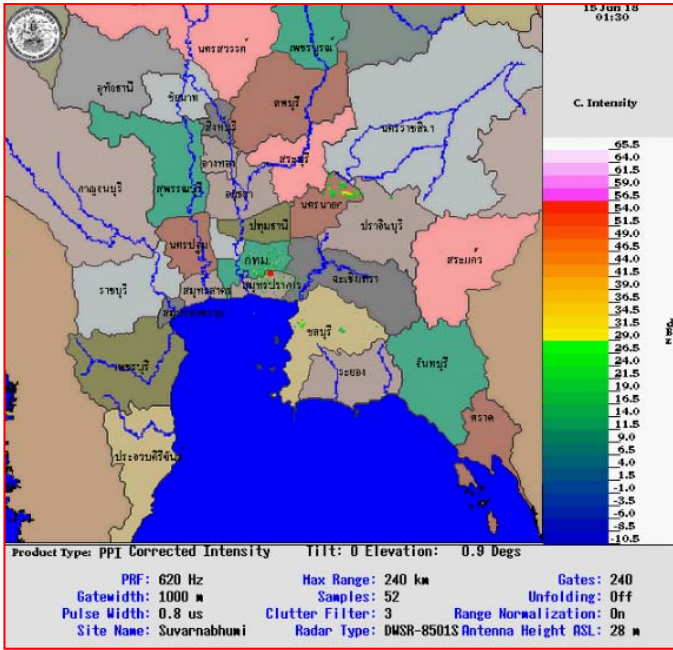 15 Jun 18
01:30
C. Intensity
นครสวรรค์
เพชรบูรณ์
อุทัยธานี
ชัยนาท
ลพบุรี
สิงห์บุรี
นครราชสีมา
อ่างทอง
สระบุรี
กาญจนบุรี
สุพรรณบุรี
อยุธยา
นครนายก
ปราจีนบุรี
ปทุมธานี
นครปฐม
กทม.
สระแก้ว
ฉะเชิงเทรา
ราชบุรี
สมุทรสาคร
สมุทรปราการ
สมุทรสงคราม
ชลบุรี
เพชรบุรี
ระยอง
จันทบุรี
ตราด
ประจวบคีรีขันธ์
65.5
64.0
61.5
59.0
56.5
54.0
51.5
49.0
46.5
44.0
41.5
39.0
36.5
34.0
31.5
29.0
26.5
24.0
21.5
19.0
16.5
14.0
11.5
9.0
6.5
4.0
1.5
-1.0
-3.5
-6.0
-8.5
-10.5
Product Type: PPI Corrected Intensity Tilt: 0 Elevation: 0.9 Degs
PRF: 620 Hz Max Range: 240 km Gates: 240
Gatewidth: 1000 m Samples: 52 Unfolding: Off
Pulse Width: 0.8 us Clutter Filter: 3 Range Normalization: On
Site Name: Suvarnabhumi Radar Type: DWSR-8501S Antenna Height ASL: 28 m